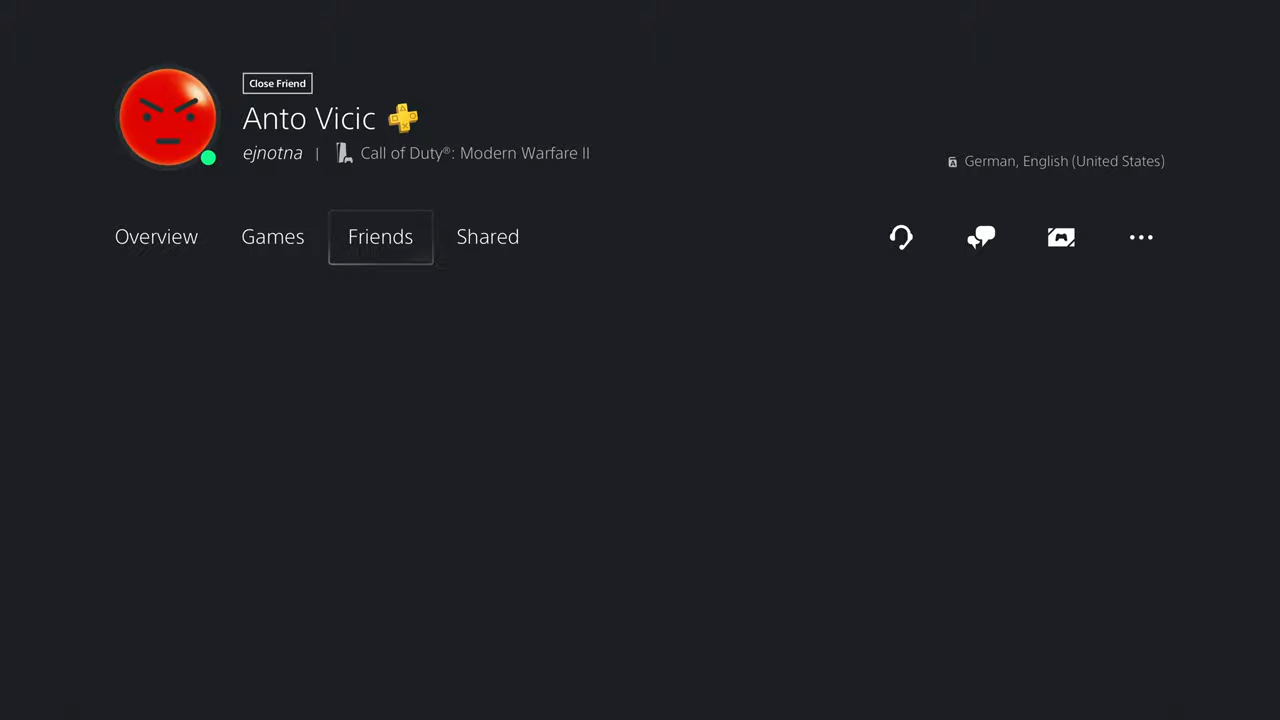 Close Friend
Anto Vicic
ejnotna | Call of Duty®: Modern Warfare II
German, English (United States)
Overview Games Friends Shared